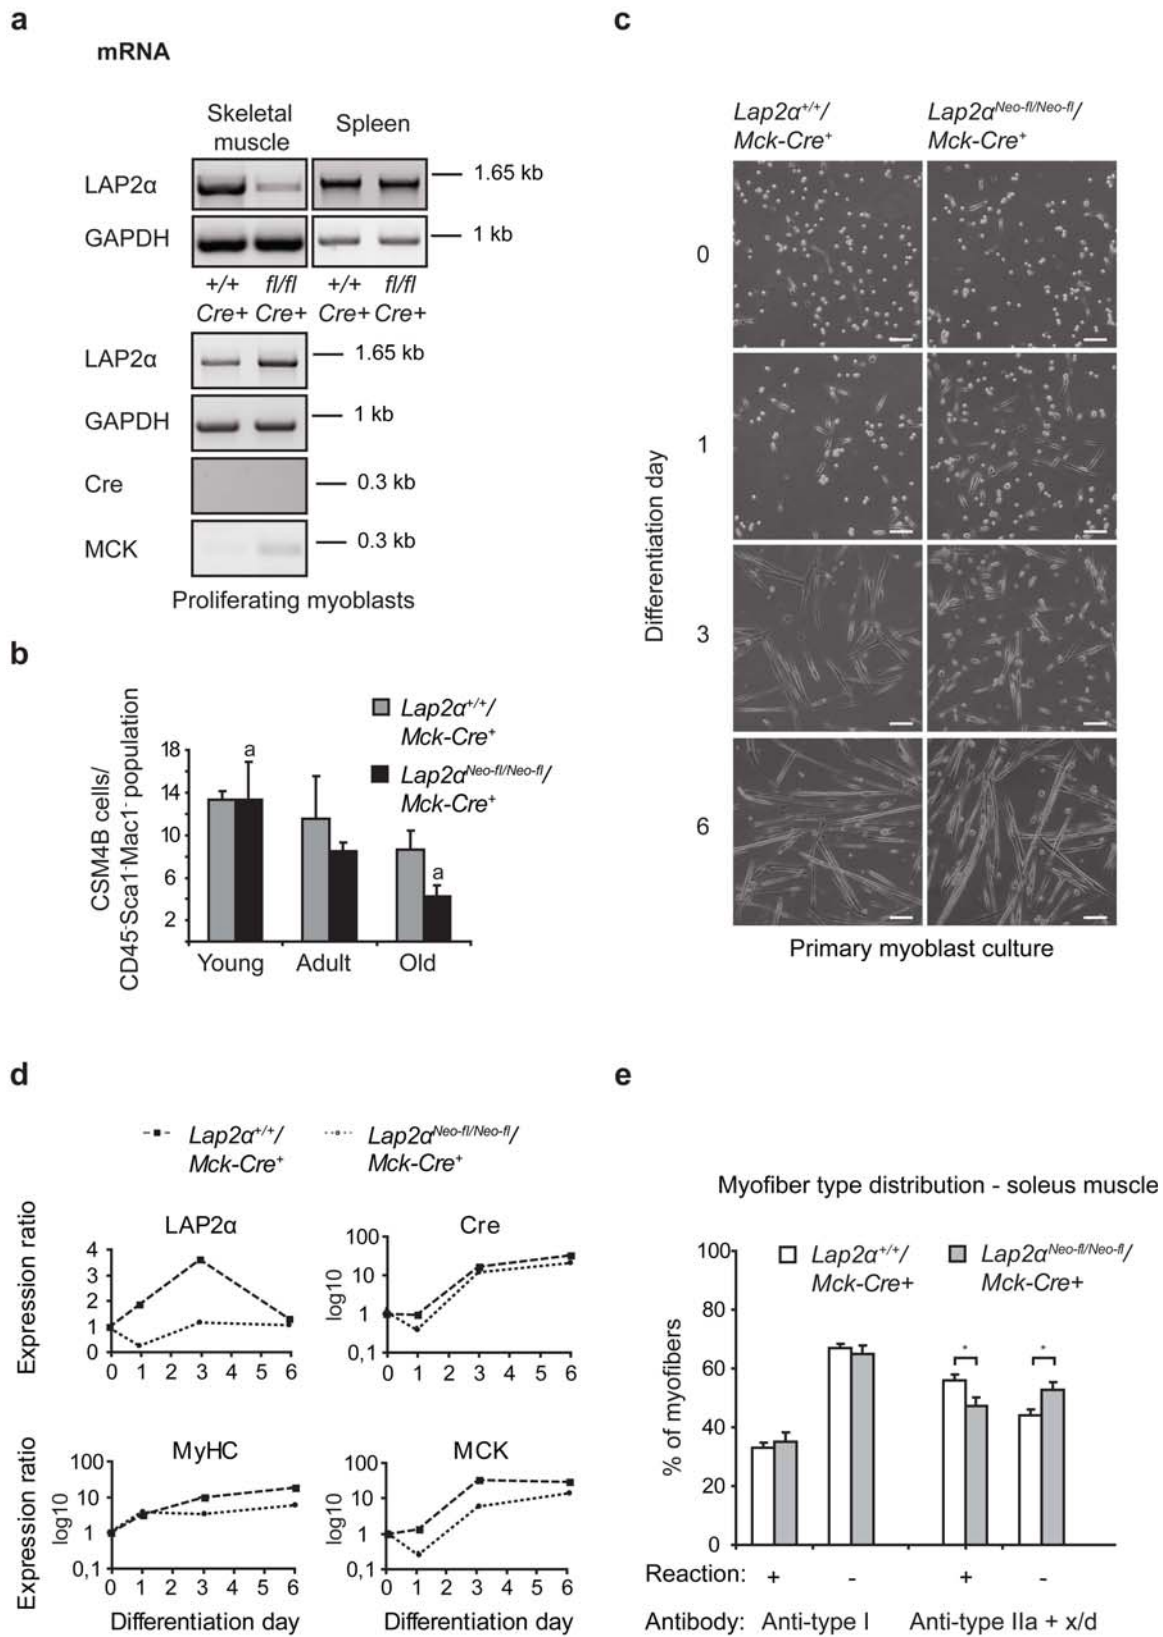 a
mRNA
Skeletal
muscle
Spleen
LAP2α
1.65 kb
GAPDH
1 kb
+/+ fl/fl +/+ fl/fl
Cre+ Cre+ Cre+ Cre+
LAP2α
1.65 kb
GAPDH
1 kb
Cre
0.3 kb
MCK
0.3 kb
Proliferating myoblasts
b
Lap2α+/+/
Mck-Cre+
Lap2αNeo-fl/Neo-fl/
Mck-Cre+
CSM4B cells/
CD45-Sca1-Mac1- population
18
14
10
6
2
a
a
Young Adult Old
c
Lap2α+/+/
Mck-Cre+
Lap2αNeo-fl/Neo-fl/
Mck-Cre+
Differentiation day
0
1
3
6
Primary myoblast culture
d
Lap2α+/+/
Mck-Cre+
Lap2αNeo-fl/Neo-fl/
Mck-Cre+
LAP2α
Expression ratio
4
3
2
1
0
0 1 2 3 4 5 6
Cre
log10
100
10
1
0,1
0 1 2 3 4 5 6
MyHC
Expression ratio
log10
100
10
1
0,1
0 1 2 3 4 5 6
Differentiation day
MCK
log10
100
10
1
0,1
0 1 2 3 4 5 6
Differentiation day
e
Myofiber type distribution - soleus muscle
Lap2α+/+/
Mck-Cre+
Lap2αNeo-fl/Neo-fl/
Mck-Cre+
% of myofibers
100
80
60
40
20
0
* *
Reaction: + - + -
Antibody: Anti-type I Anti-type IIa + x/d